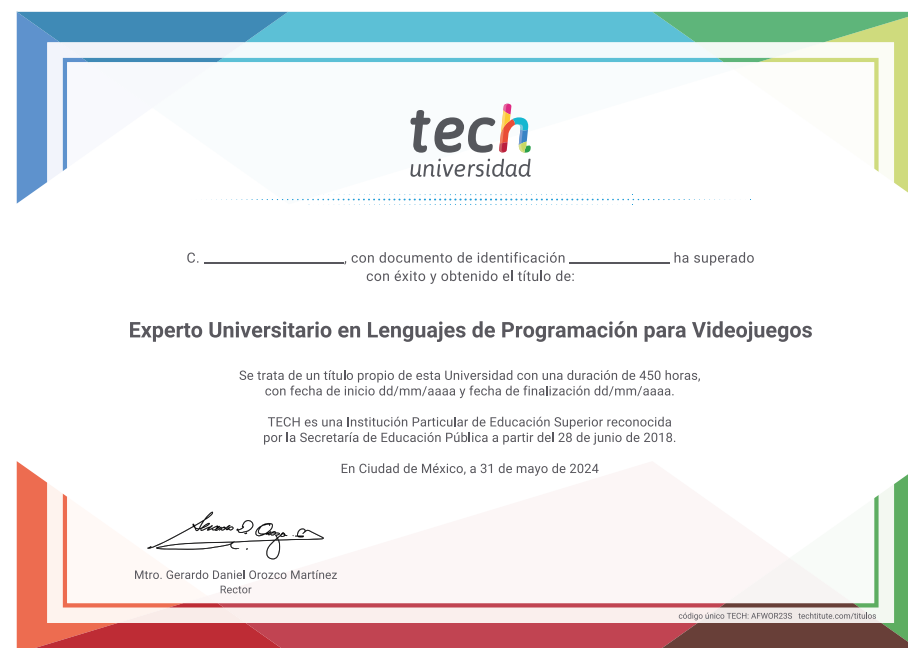 tech
universidad
C. ____________, con documento de identificación ____________ ha superado
con éxito y obtenido el título de:
Experto Universitario en Lenguajes de Programación para Videojuegos
Se trata de un título propio de esta Universidad con una duración de 450 horas,
con fecha de inicio dd/mm/aaaa y fecha de finalización dd/mm/aaaa.
TECH es una Institución Particular de Educación Superior reconocida
por la Secretaría de Educación Pública a partir del 28 de junio de 2018.
En Ciudad de México, a 31 de mayo de 2024
Mtro. Gerardo Daniel Orozco Martínez
Rector
código único TECH: AFWOR23S techtitute.com/titulos